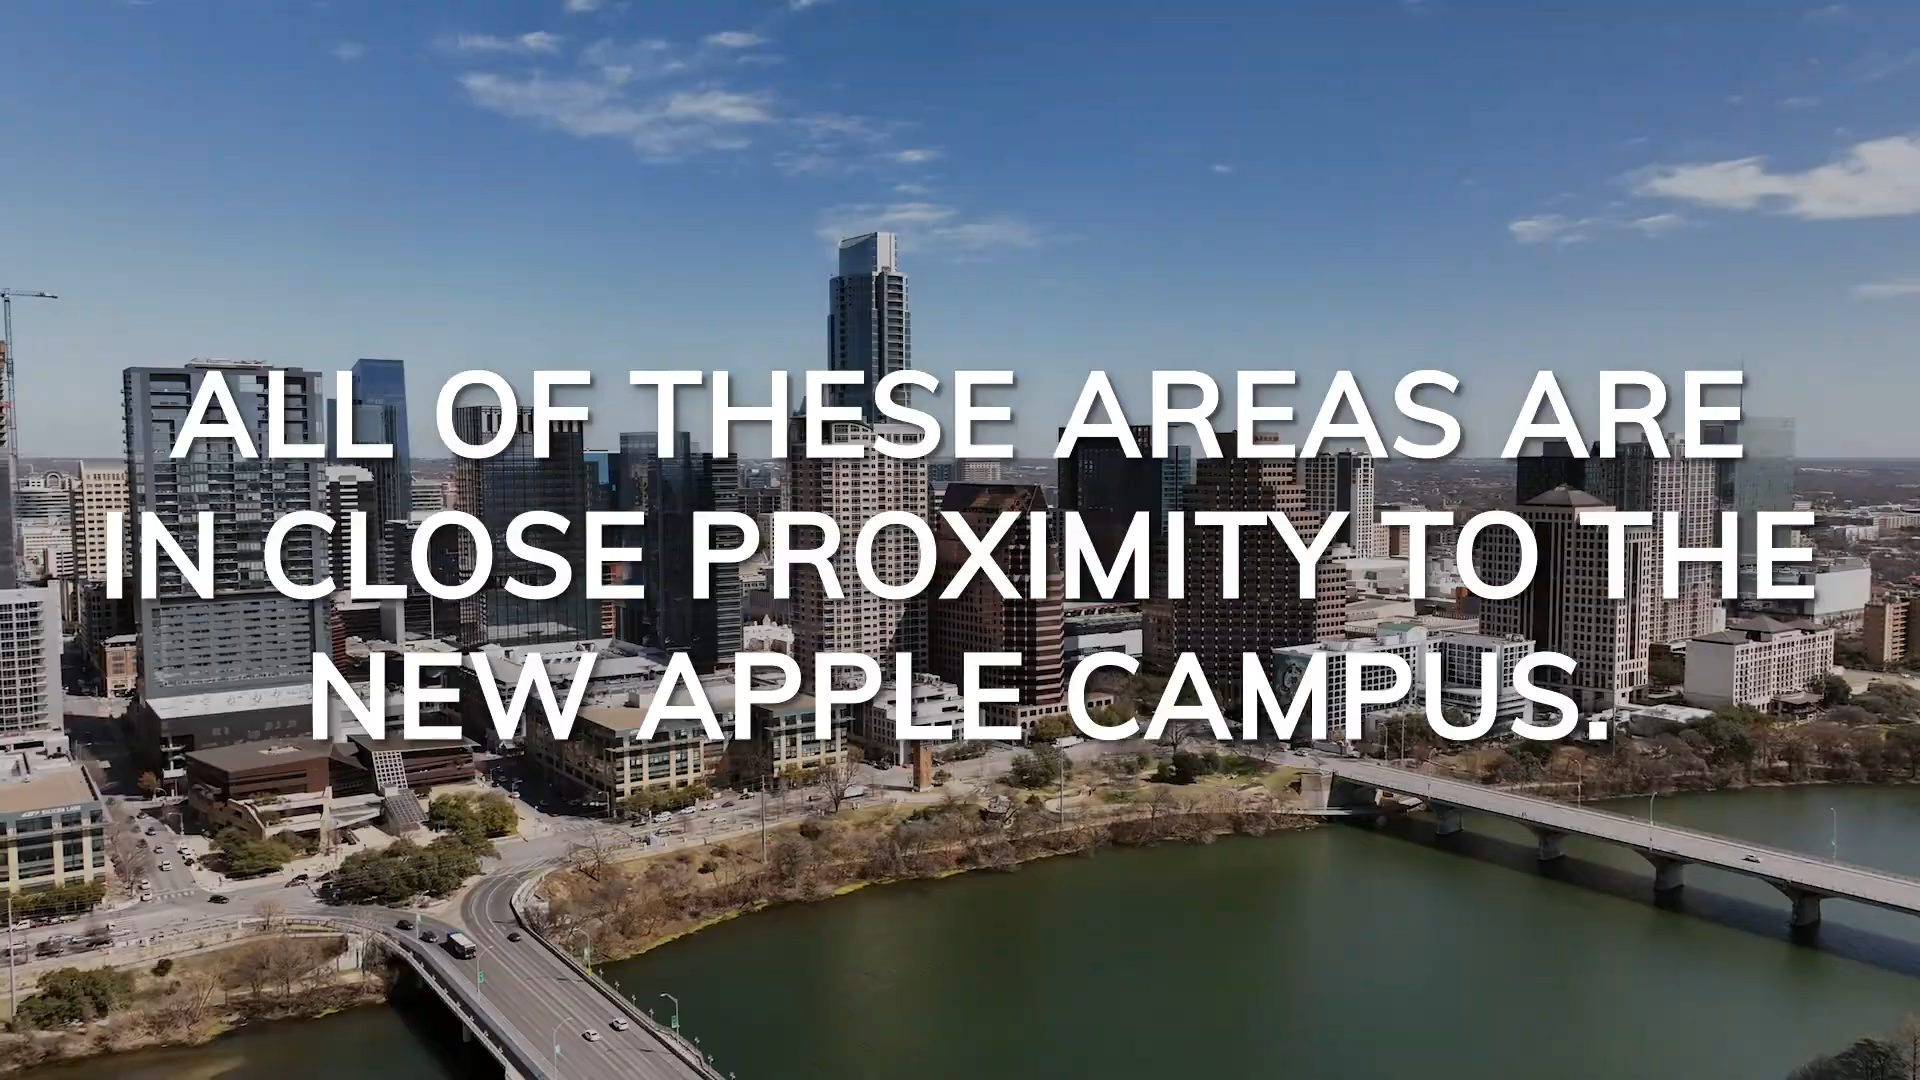 ALL OF THESE AREAS ARE
IN CLOSE PROXIMITY TO THE
NEW APPLE CAMPUS.